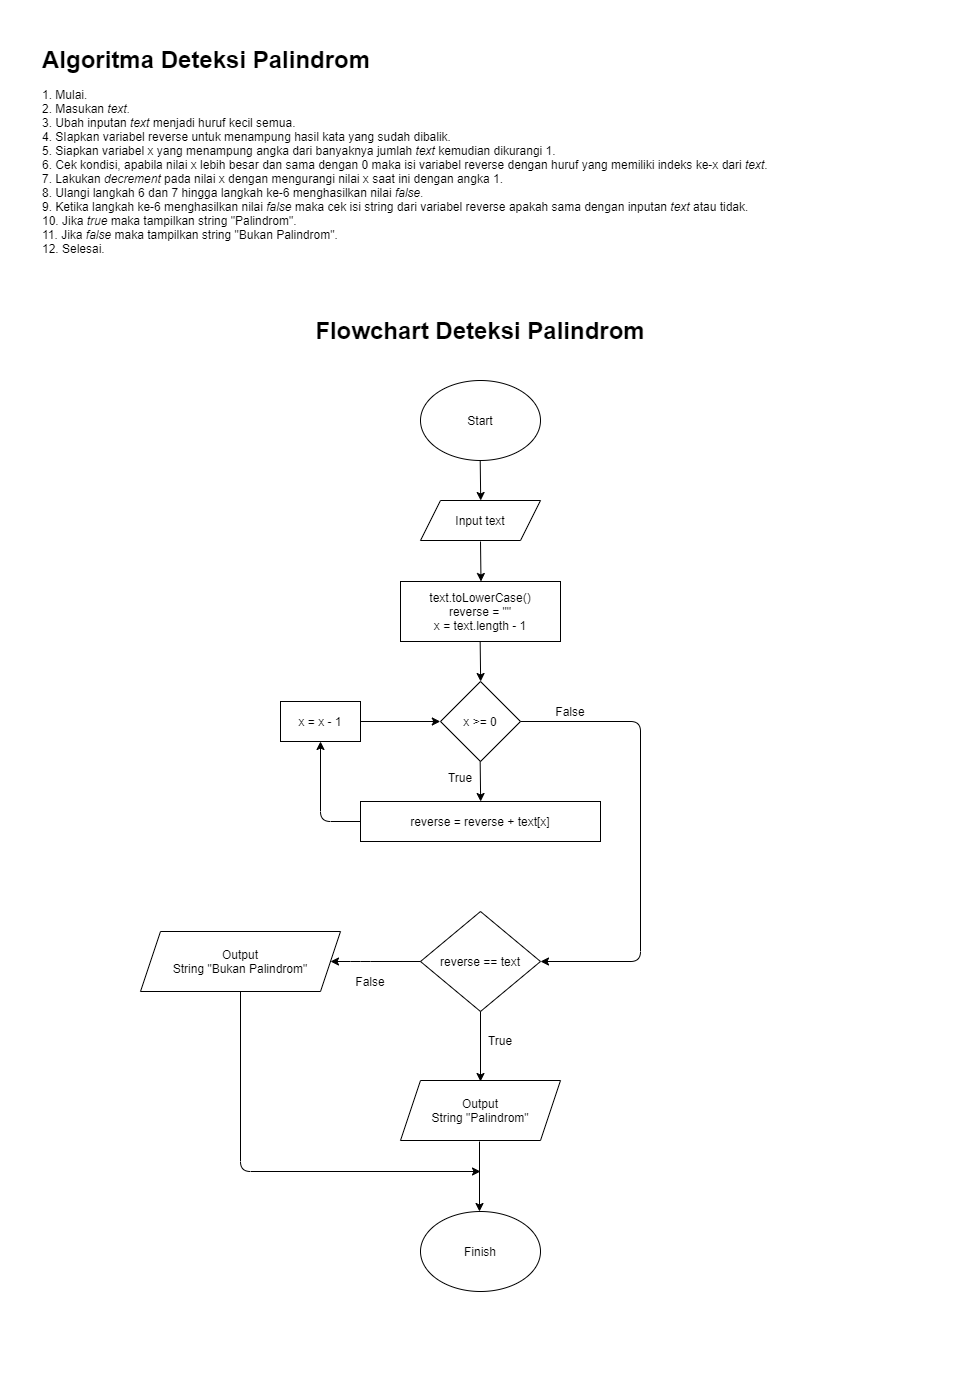 Algoritma Deteksi Palindrom
1. Mulai.
2. Masukan text.
3. Ubah inputan text menjadi huruf kecil semua.
4. SIapkan variabel reverse untuk menampung hasil kata yang sudah dibalik.
5. Siapkan variabel x yang menampung angka dari banyaknya jumlah text kemudian dikurangi 1.
6. Cek kondisi, apabila nilai x lebih besar dan sama dengan 0 maka isi variabel reverse dengan huruf yang memiliki indeks ke-x dari text.
7. Lakukan decrement pada nilai x dengan mengurangi nilai x saat ini dengan angka 1.
8. Ulangi langkah 6 dan 7 hingga langkah ke-6 menghasilkan nilai false.
9. Ketika langkah ke-6 menghasilkan nilai false maka cek isi string dari variabel reverse apakah sama dengan inputan text atau tidak.
10. Jika true maka tampilkan string "Palindrom".
11. Jika false maka tampilkan string "Bukan Palindrom".
12. Selesai.
Flowchart Deteksi Palindrom
Start
Input text
text.toLowerCase()
reverse = ""
x = text.length - 1
x = x - 1
x >= 0
False
True
reverse = reverse + text[x]
Output
String "Bukan Palindrom"
reverse == text
False
True
Output
String "Palindrom"
Finish